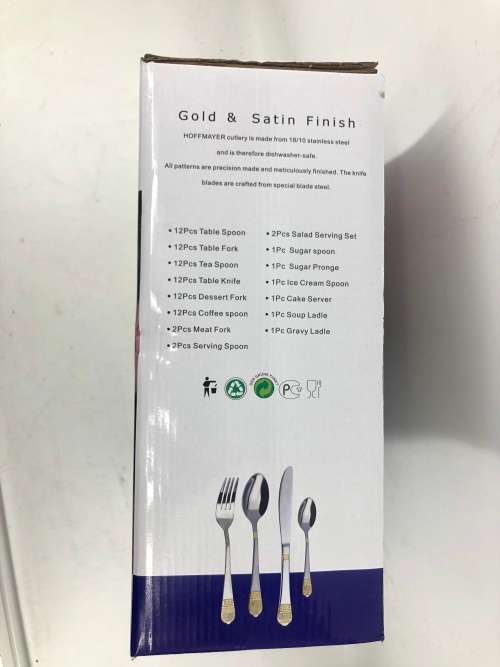 Gold & Satin Finish
HOFFMAYER cutlery is made from 18/10 stainless steel
and is therefore dishwasher-safe.
All patterns are precision made and meticulously finished. The knife
blades are crafted from special blade steel.
• 12Pcs Table Spoon
• 12Pcs Table Fork
• 12Pcs Tea Spoon
• 12Pcs Table Knife
• 12Pcs Dessert Fork
• 12Pcs Coffee spoon
• 2Pcs Meat Fork
• 2Pcs Serving Spoon
• 2Pcs Salad Serving Set
• 1Pc Sugar spoon
• 1Pc Sugar Pronge
• 1Pc Ice Cream Spoon
• 1Pc Cake Server
• 1Pc Soup Ladle
• 1Pc Gravy Ladle
DER GRÜNE PUNKT